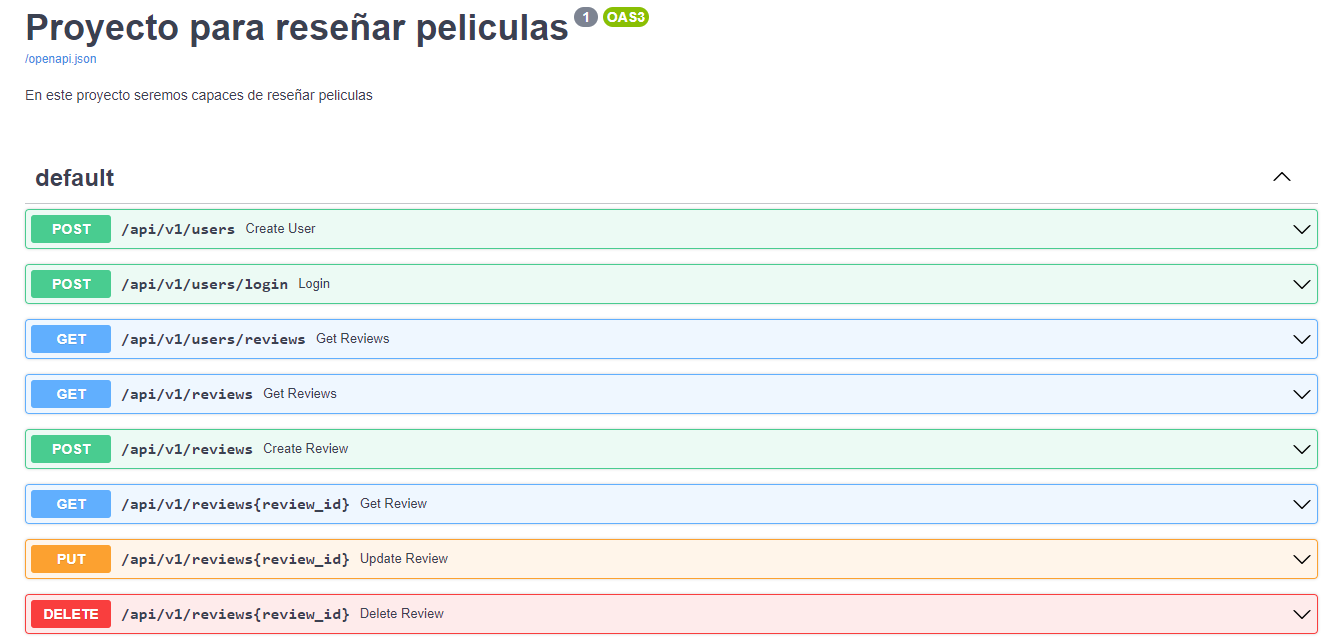 Proyecto para reseñar peliculas 1 OAS3
/openapi.json
En este proyecto seremos capaces de reseñar peliculas
default
POST /api/v1/users Create User
POST /api/v1/users/login Login
GET /api/v1/users/reviews Get Reviews
GET /api/v1/reviews Get Reviews
POST /api/v1/reviews Create Review
GET /api/v1/reviews{review_id} Get Review
PUT /api/v1/reviews{review_id} Update Review
DELETE /api/v1/reviews{review_id} Delete Review